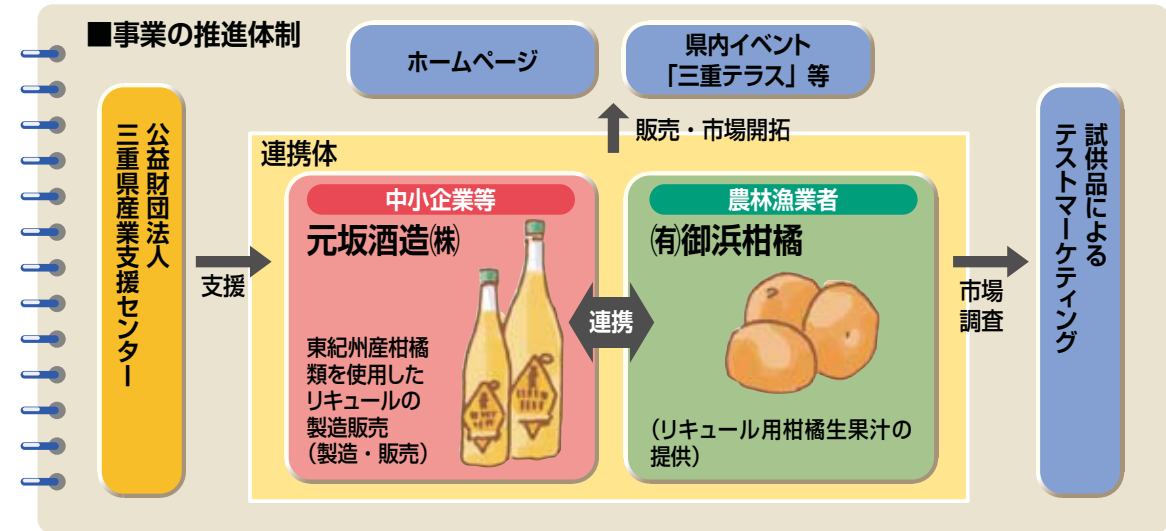 ■事業の推進体制
ホームページ
県内イベント
「三重テラス」等
販売・市場開拓
公益財団法人
三重県産業支援センター
支援
連携体
中小企業等
元坂酒造㈱
東紀州産柑橘
類を使用した
リキュールの
製造販売
（製造・販売）
連携
農林漁業者
㈲御浜柑橘
（リキュール用柑橘生果汁の
提供）
市場
調査
試供品による
テストマーケティング